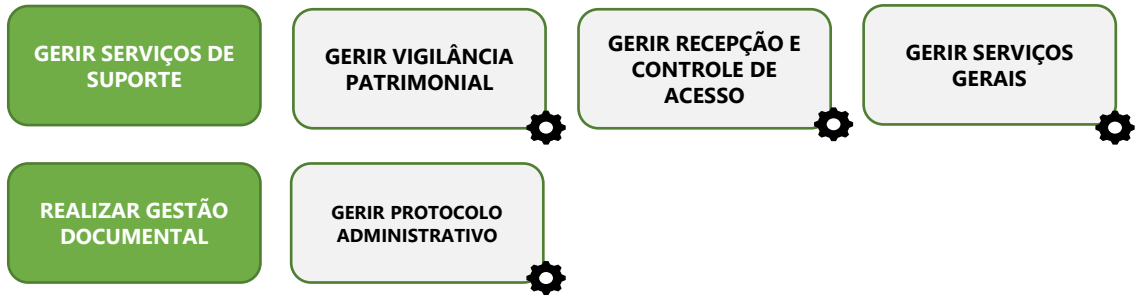 GERIR SERVIÇOS DE
SUPORTE
GERIR VIGILÂNCIA
PATRIMONIAL
GERIR RECEPÇÃO E
CONTROLE DE
ACESSO
GERIR SERVIÇOS
GERAIS
REALIZAR GESTÃO
DOCUMENTAL
GERIR PROTOCOLO
ADMINISTRATIVO